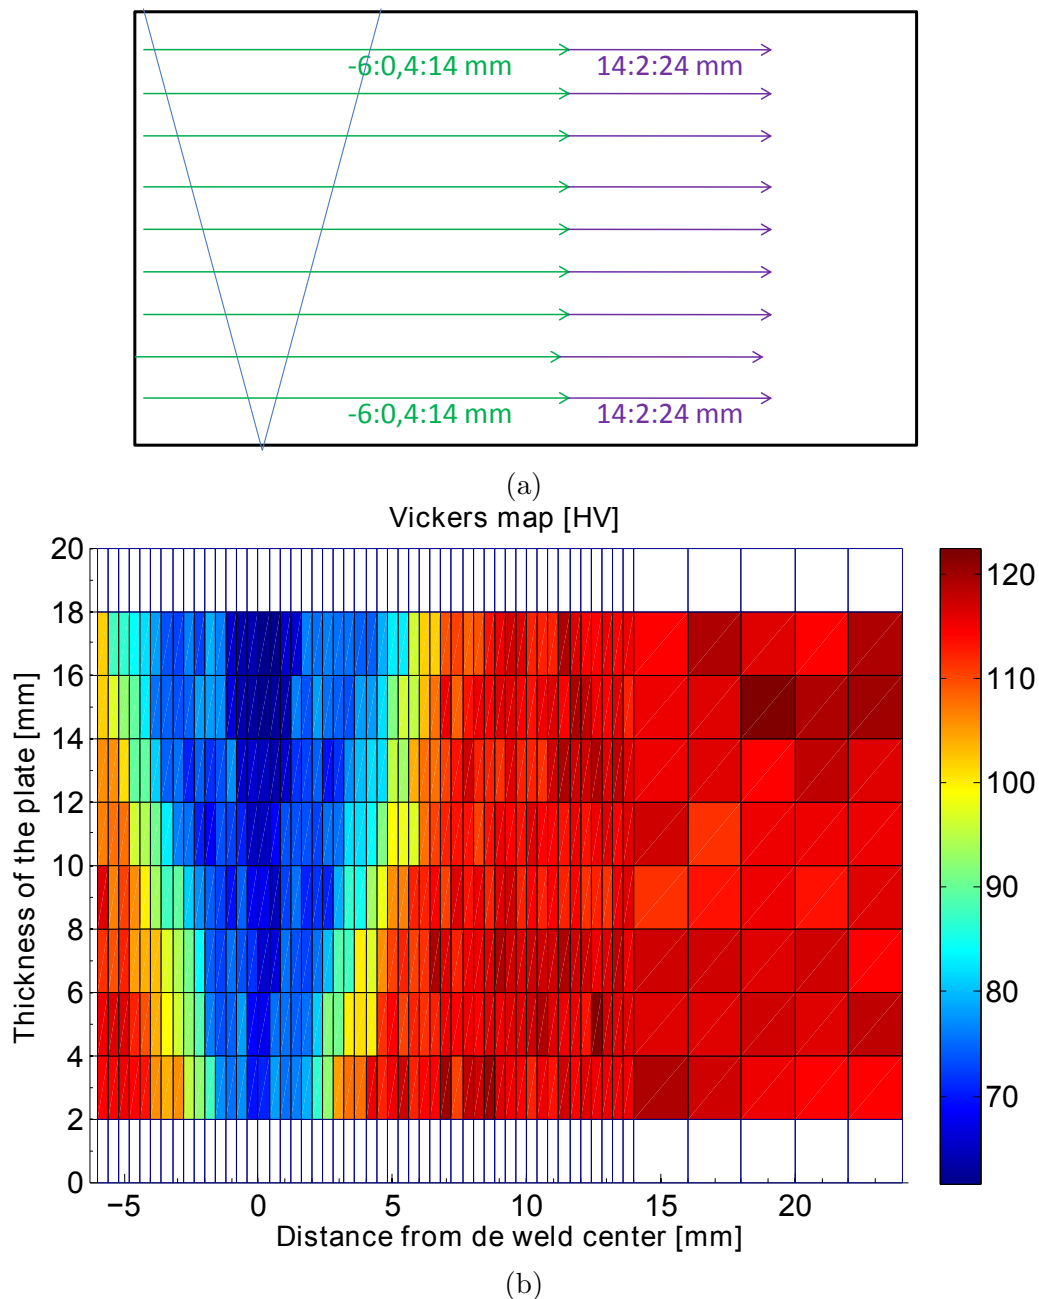 -6:0,4:14 mm 14:2:24 mm
-6:0,4:14 mm 14:2:24 mm
(a)
Vickers map [HV]
20
18
16
14
12
10
8
6
4
2
0
Thickness of the plate [mm]
−5 0 5 10 15 20
Distance from de weld center [mm]
120
110
100
90
80
70
(b)